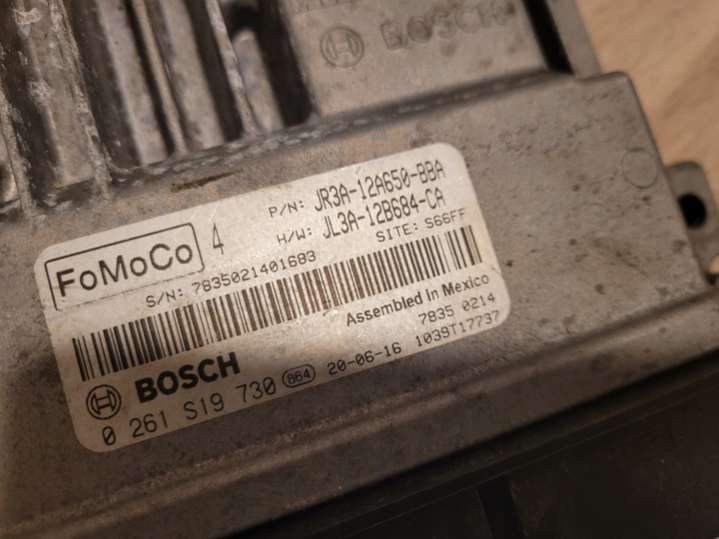 BOSCH
P/N: JR3A-12A650-BBA
FoMoCo 4 H/W: JL3A-12B684-CA
SITE: S66FF
S/N: 7835021401683
Assembled in Mexico
7835 0214
BOSCH 864 20-06-16 1039T17737
0 261 S19 730